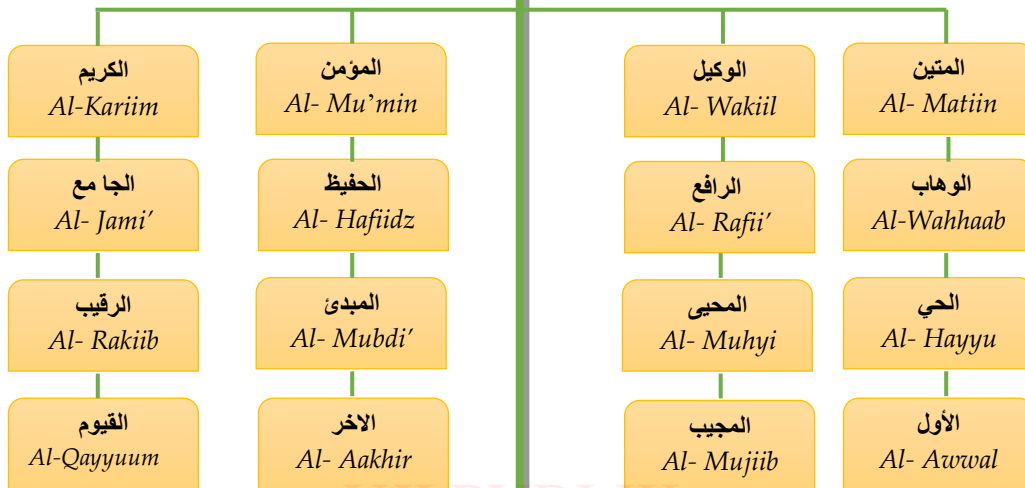 الكريم
Al-Kariim
المؤمن
Al- Mu’min
الوكيل
Al- Wakiil
المتين
Al- Matiin
الجا مع
Al- Jami’
الحفيظ
Al- Hafiidz
الرافع
Al- Rafii’
الوهاب
Al-Wahhaab
الرقيب
Al- Rakiib
المبدئ
Al- Mubdi’
المحيى
Al- Muhyi
الحي
Al- Hayyu
القيوم
Al-Qayyuum
الاخر
Al- Aakhir
المجيب
Al- Mujiib
الأول
Al- Awwal